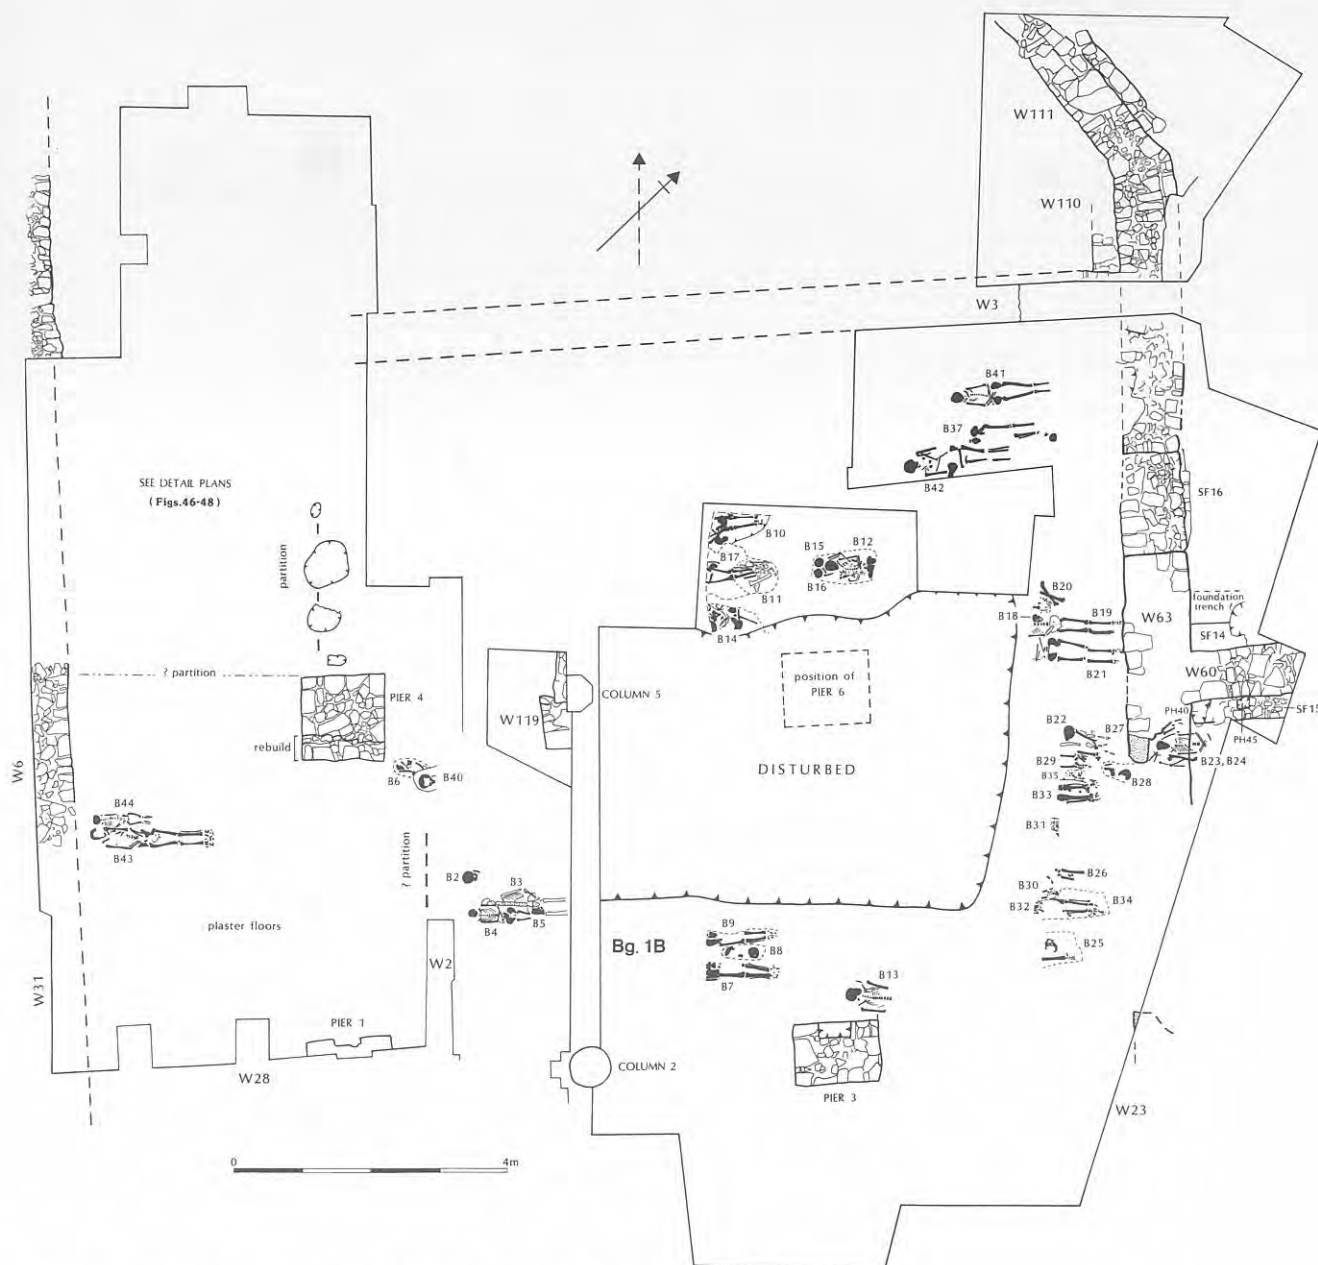 W111
W110
W3
B41
B37
B42
SEE DETAIL PLANS
(Figs.46-48)
SF16
B10
B17
B15
B12
B16
B11
B14
partition
B20
B18
B19
B21
W63
foundation
trench
SF14
W60
PH40
SF15
PH45
? partition
PIER 4
rebuild
COLUMN 5
W119
position of
PIER 6
DISTURBED
B22
B27
B29
B35
B28
B23, B24
B33
B31
W6
B6
B40
B44
B43
? partition
B2
B3
B4
B5
B26
B30
B32
B34
B25
plaster floors
W2
W31
Bg. 1B
B9
B8
B7
B13
PIER 1
W28
COLUMN 2
PIER 3
W23
0
4m